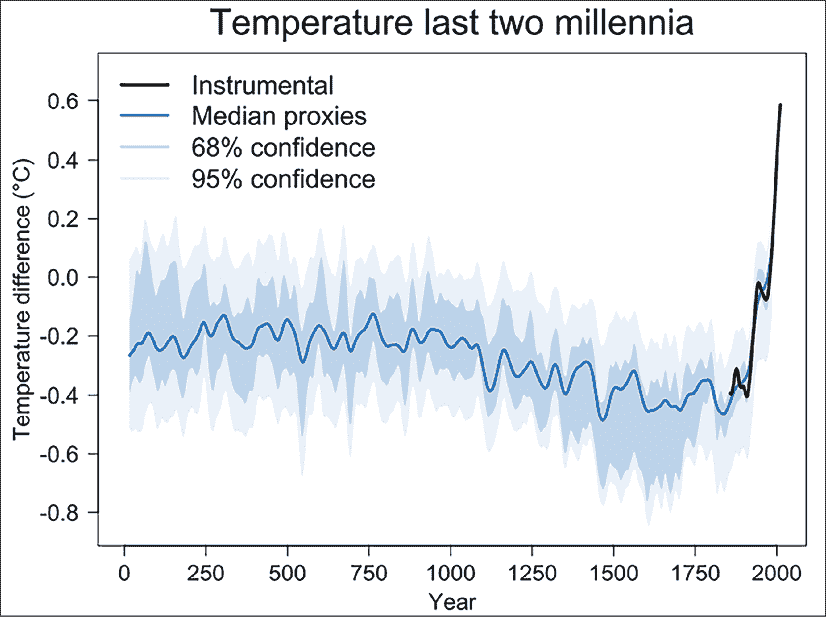 Temperature last two millennia
Instrumental
Median proxies
68% confidence
95% confidence
Temperature difference (°C)
0.6
0.4
0.2
0.0
-0.2
-0.4
-0.6
-0.8
0 250 500 750 1000 1250 1500 1750 2000
Year